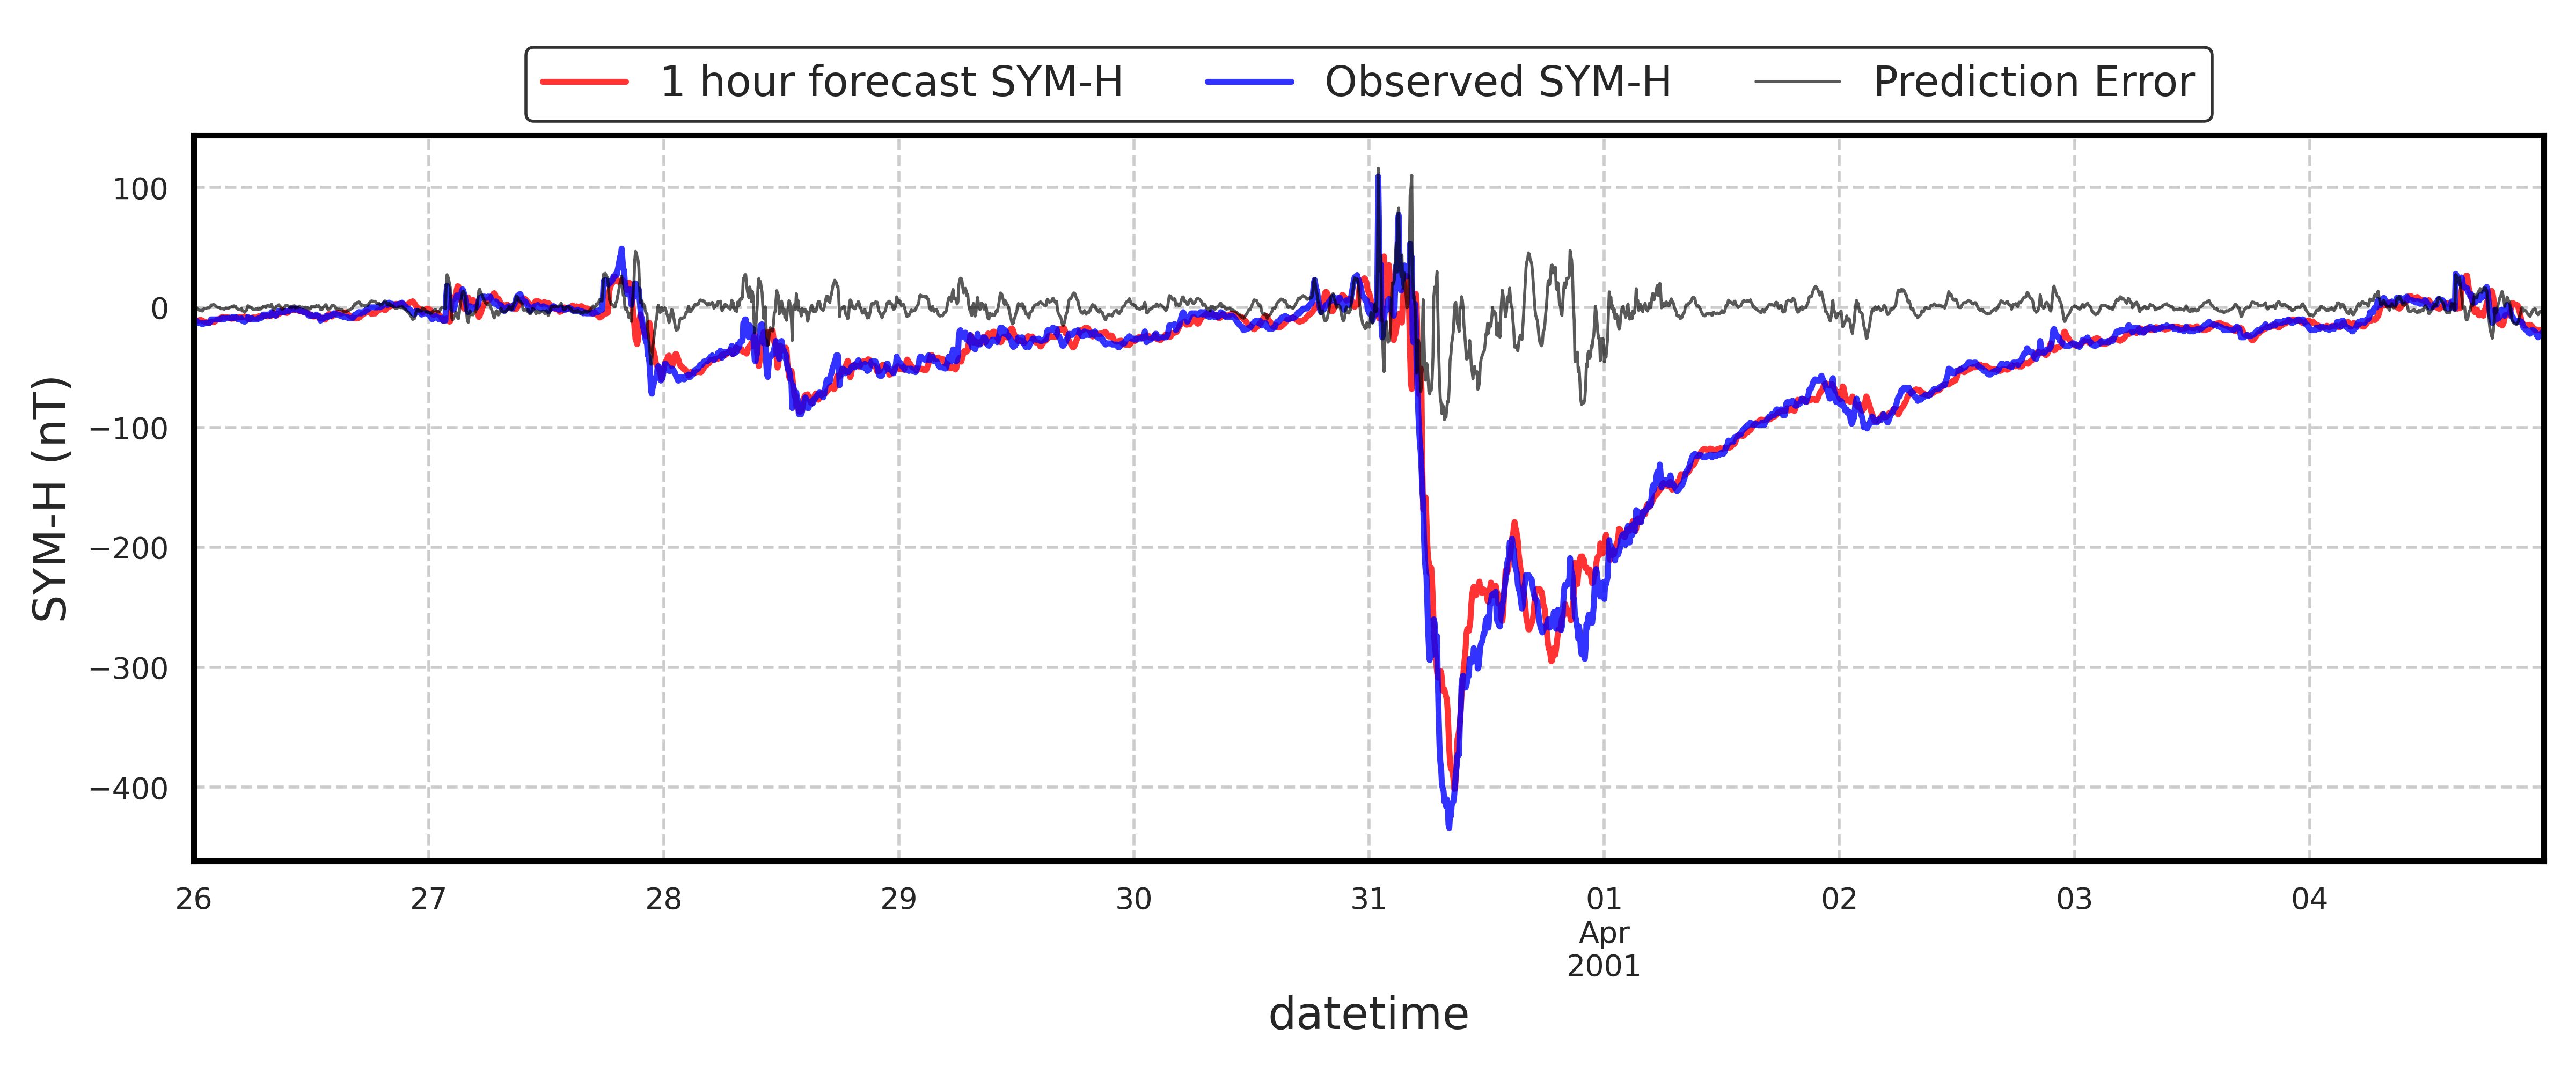 1 hour forecast SYM-H Observed SYM-H Prediction Error
SYM-H (nT)
100
0
−100
−200
−300
−400
26 27 28 29 30 31 01 02 03 04
Apr
2001
datetime